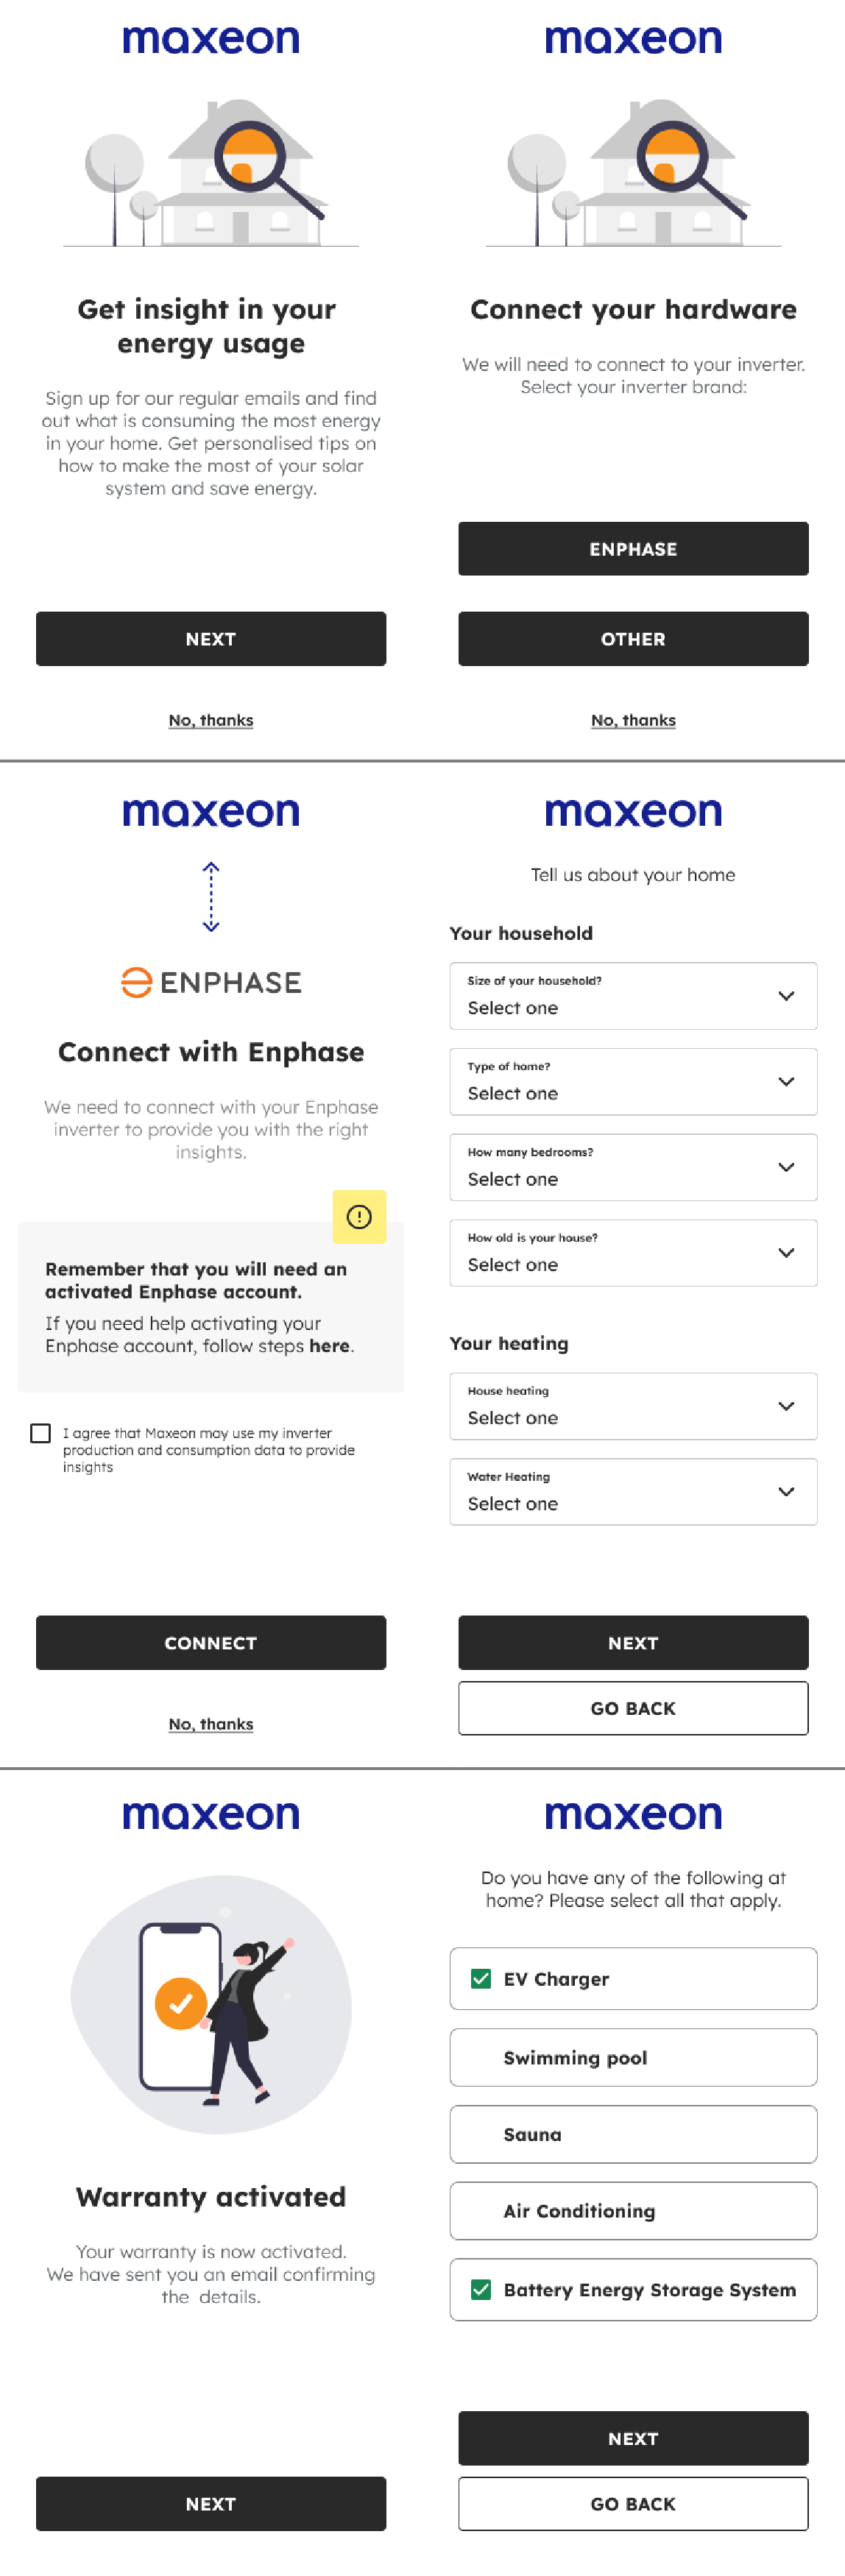 maxeon
Get insight in your
energy usage
Sign up for our regular emails and find
out what is consuming the most energy
in your home. Get personalised tips on
how to make the most of your solar
system and save energy.
NEXT
No, thanks
maxeon
Connect your hardware
We will need to connect to your inverter.
Select your inverter brand:
ENPHASE
OTHER
No, thanks
maxeon
ENPHASE
Connect with Enphase
We need to connect with your Enphase
inverter to provide you with the right
insights.
Remember that you will need an
activated Enphase account.
If you need help activating your
Enphase account, follow steps here.
I agree that Maxeon may use my inverter
production and consumption data to provide
insights
CONNECT
No, thanks
maxeon
Tell us about your home
Your household
Size of your household?
Select one
Type of home?
Select one
How many bedrooms?
Select one
How old is your house?
Select one
Your heating
House heating
Select one
Water Heating
Select one
NEXT
GO BACK
maxeon
Warranty activated
Your warranty is now activated.
We have sent you an email confirming
the details.
NEXT
maxeon
Do you have any of the following at
home? Please select all that apply.
EV Charger
Swimming pool
Sauna
Air Conditioning
Battery Energy Storage System
NEXT
GO BACK